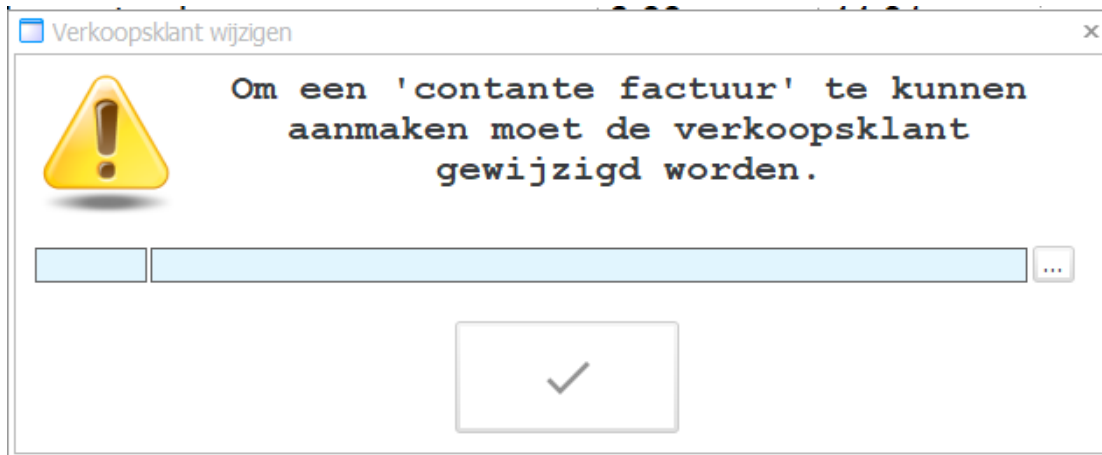 Verkoopsklant wijzigen
Om een 'contante factuur' te kunnen
aanmaken moet de verkoopsklant
gewijzigd worden.
...